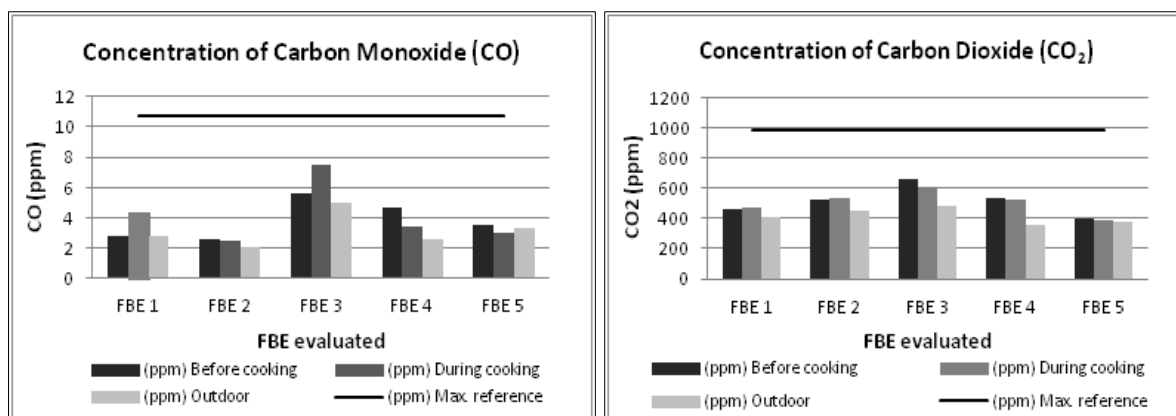 Concentration of Carbon Monoxide (CO)
12
10
8
6
4
2
0
CO (ppm)
FBE 1 FBE 2 FBE 3 FBE 4 FBE 5
FBE evaluated
(ppm) Before cooking (ppm) During cooking
(ppm) Outdoor (ppm) Max. reference
Concentration of Carbon Dioxide (CO₂)
1200
1000
800
600
400
200
0
CO2 (ppm)
FBE 1 FBE 2 FBE 3 FBE 4 FBE 5
FBE evaluated
(ppm) Before cooking (ppm) During cooking
(ppm) Outdoor (ppm) Max. reference